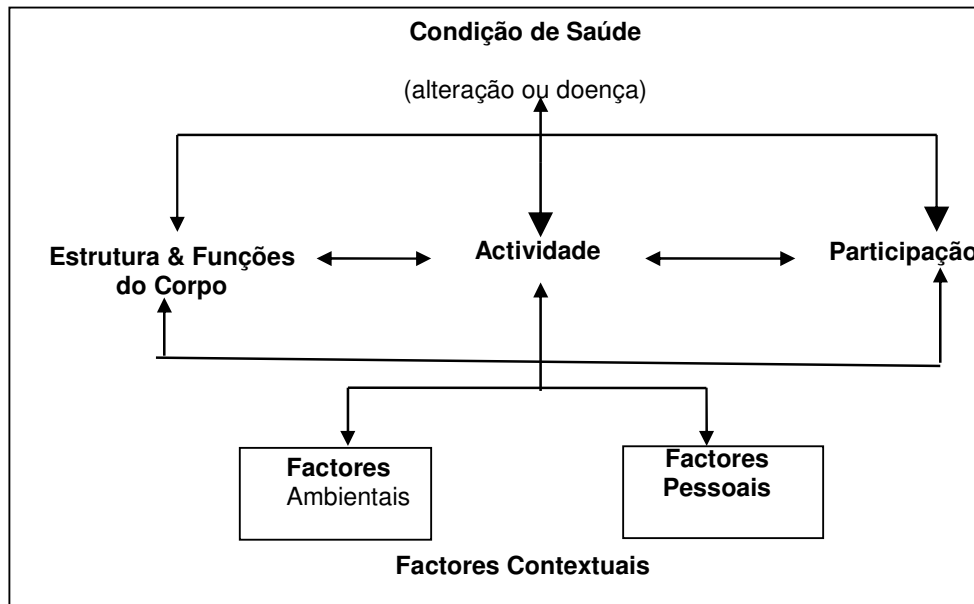 Condição de Saúde
(alteração ou doença)
Estrutura & Funções
do Corpo
Actividade
Participação
Factores
Ambientais
Factores
Pessoais
Factores Contextuais